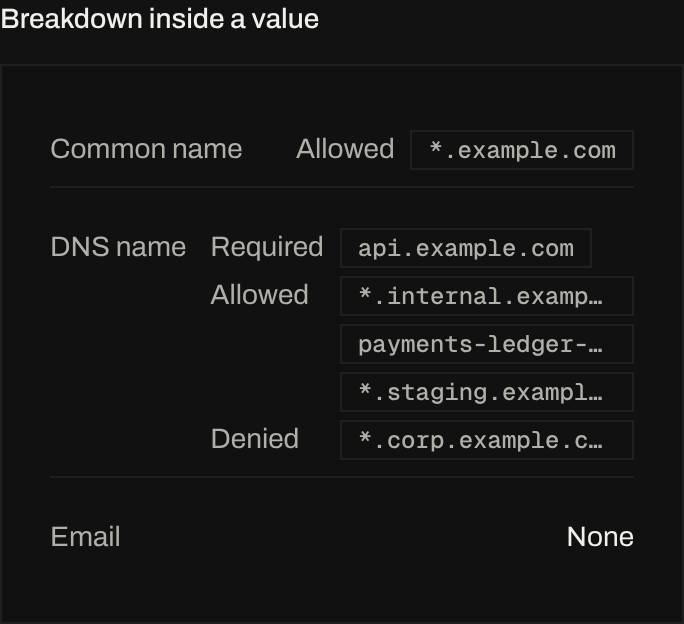 Breakdown inside a value
Common name Allowed *.example.com
DNS name Required api.example.com
Allowed *.internal.examp…
payments-ledger-…
*.staging.exampl…
Denied *.corp.example.c…
Email None